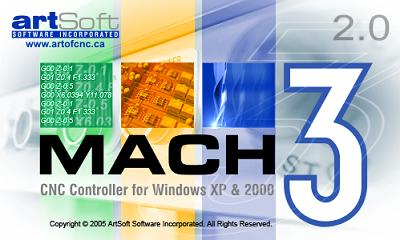 artSoft
SOFTWARE INCORPORATED
www.artofcnc.ca
2.0
G00 Z-0.1
G01 Z0.4 F1.333
G00 Z-0.5
G00 X6.0394 Y11.078
G00 Z-0.1
G01 Z0.4 F1.333
G00 Z-0.5
MACH3
CNC Controller for Windows XP & 2000
Copyright © 2005 ArtSoft Software Incorporated. All Rights Reserved.